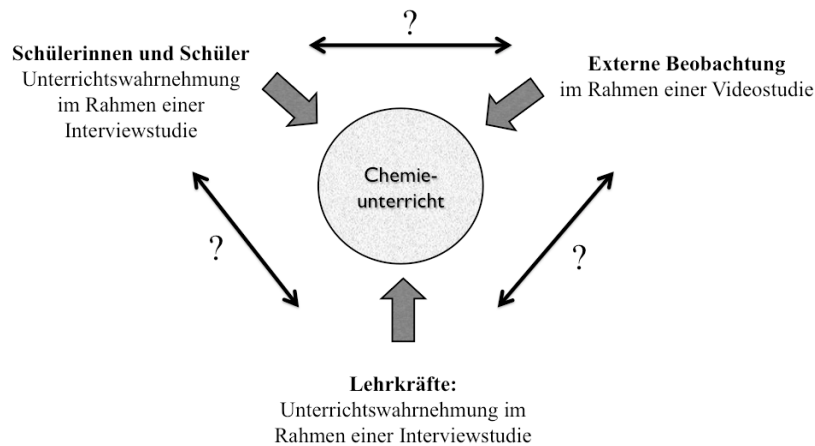 ?
Schülerinnen und Schüler
Unterrichtswahrnehmung
im Rahmen einer
Interviewstudie
Externe Beobachtung
im Rahmen einer Videostudie
Chemie-
unterricht
?
?
Lehrkräfte:
Unterrichtswahrnehmung im
Rahmen einer Interviewstudie